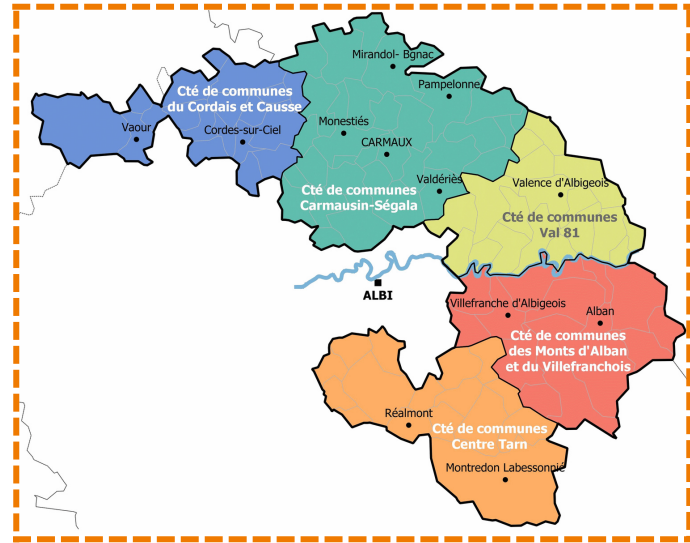 Mirandol- Bgnac
Pampelonne
Cté de communes
du Cordais et Causse
Vaour
Cordes-sur-Ciel
Monestiés
CARMAUX
Valdériès
Cté de communes
Carmausin-Ségala
Valence d'Albigeois
Cté de communes
Val 81
ALBI
Villefranche d'Albigeois
Alban
Cté de communes
des Monts d'Alban
et du Villefranchois
Réalmont
Cté de communes
Centre Tarn
Montredon Labessonnié